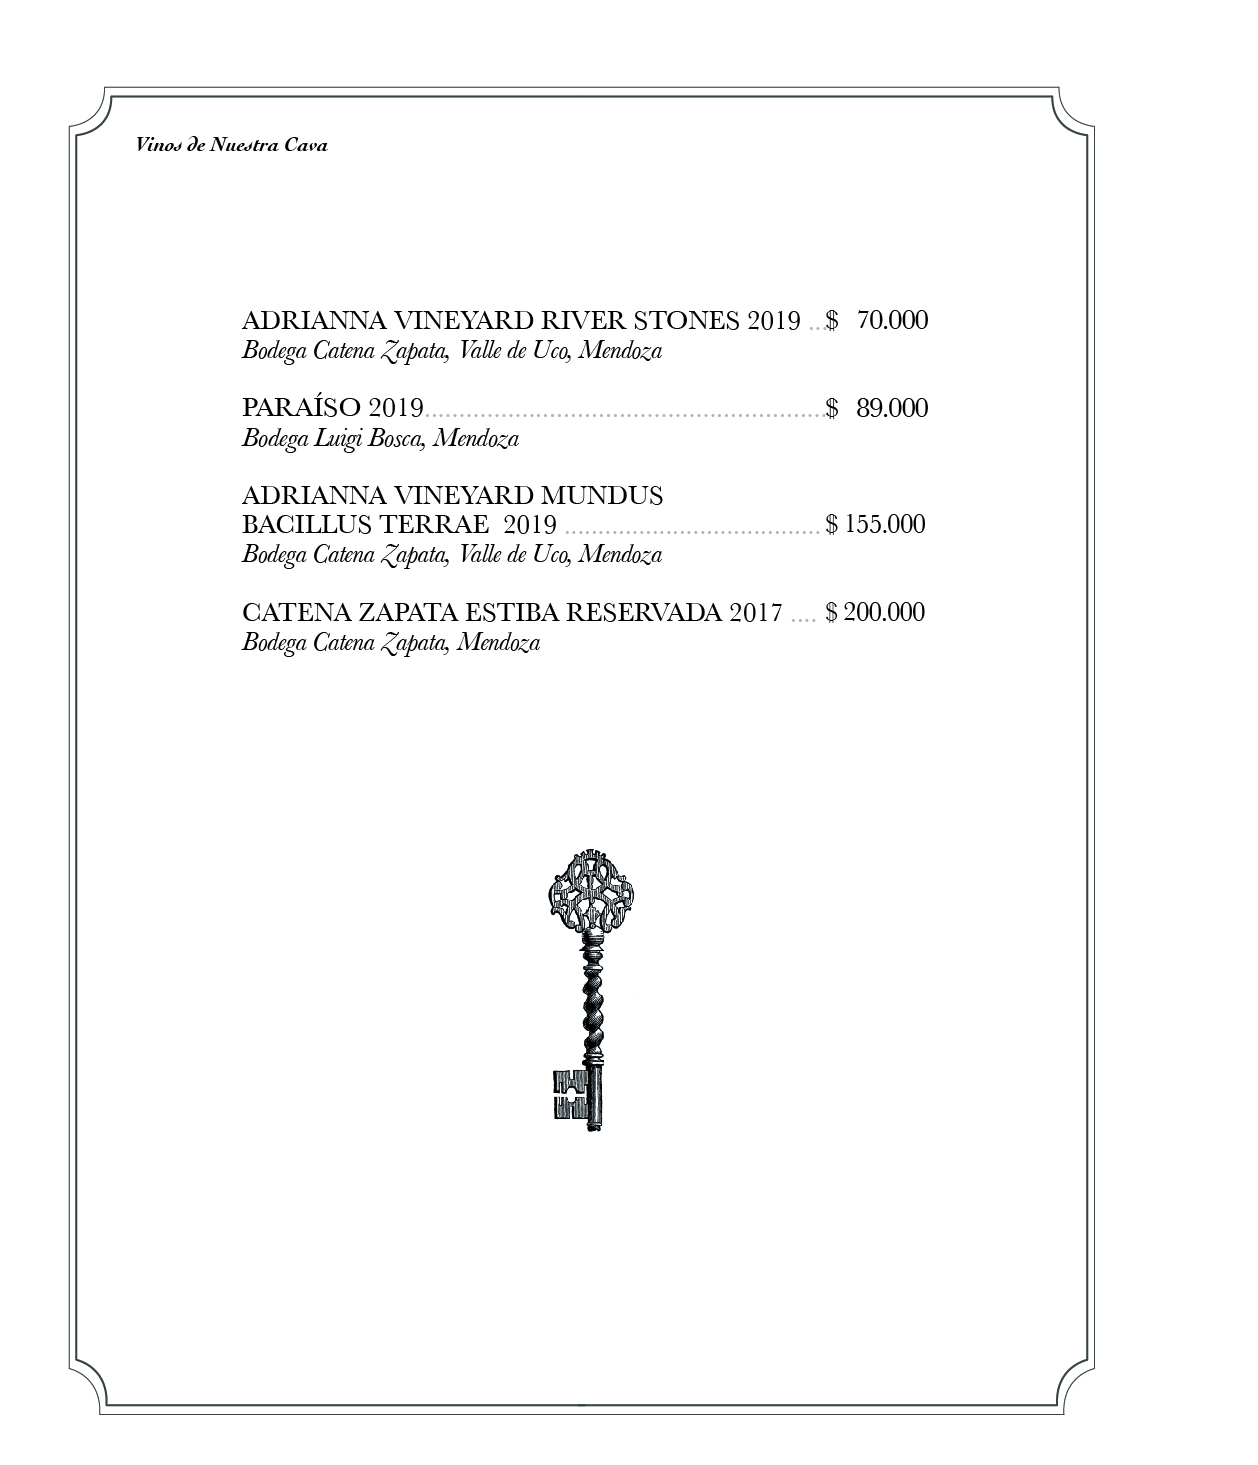 Vinos de Nuestra Cava
ADRIANNA VINEYARD RIVER STONES 2019 ...$ 70.000
Bodega Catena Zapata, Valle de Uco, Mendoza
PARAÍSO 2019..........................................................$ 89.000
Bodega Luigi Bosca, Mendoza
ADRIANNA VINEYARD MUNDUS
BACILLUS TERRAE 2019 ..................................... $ 155.000
Bodega Catena Zapata, Valle de Uco, Mendoza
CATENA ZAPATA ESTIBA RESERVADA 2017 .... $ 200.000
Bodega Catena Zapata, Mendoza